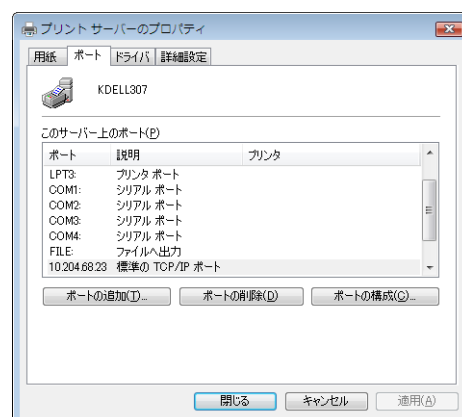 プリント サーバーのプロパティ
用紙 ポート ドライバ 詳細設定
KDELL307
このサーバー上のポート(P)
ポート 説明 プリンタ
LPT3: プリンタ ポート
COM1: シリアル ポート
COM2: シリアル ポート
COM3: シリアル ポート
COM4: シリアル ポート
FILE: ファイルへ出力
10.204.68.23 標準の TCP/IP ポート
ポートの追加(T)... ポートの削除(D) ポートの構成(C)...
閉じる キャンセル 適用(A)